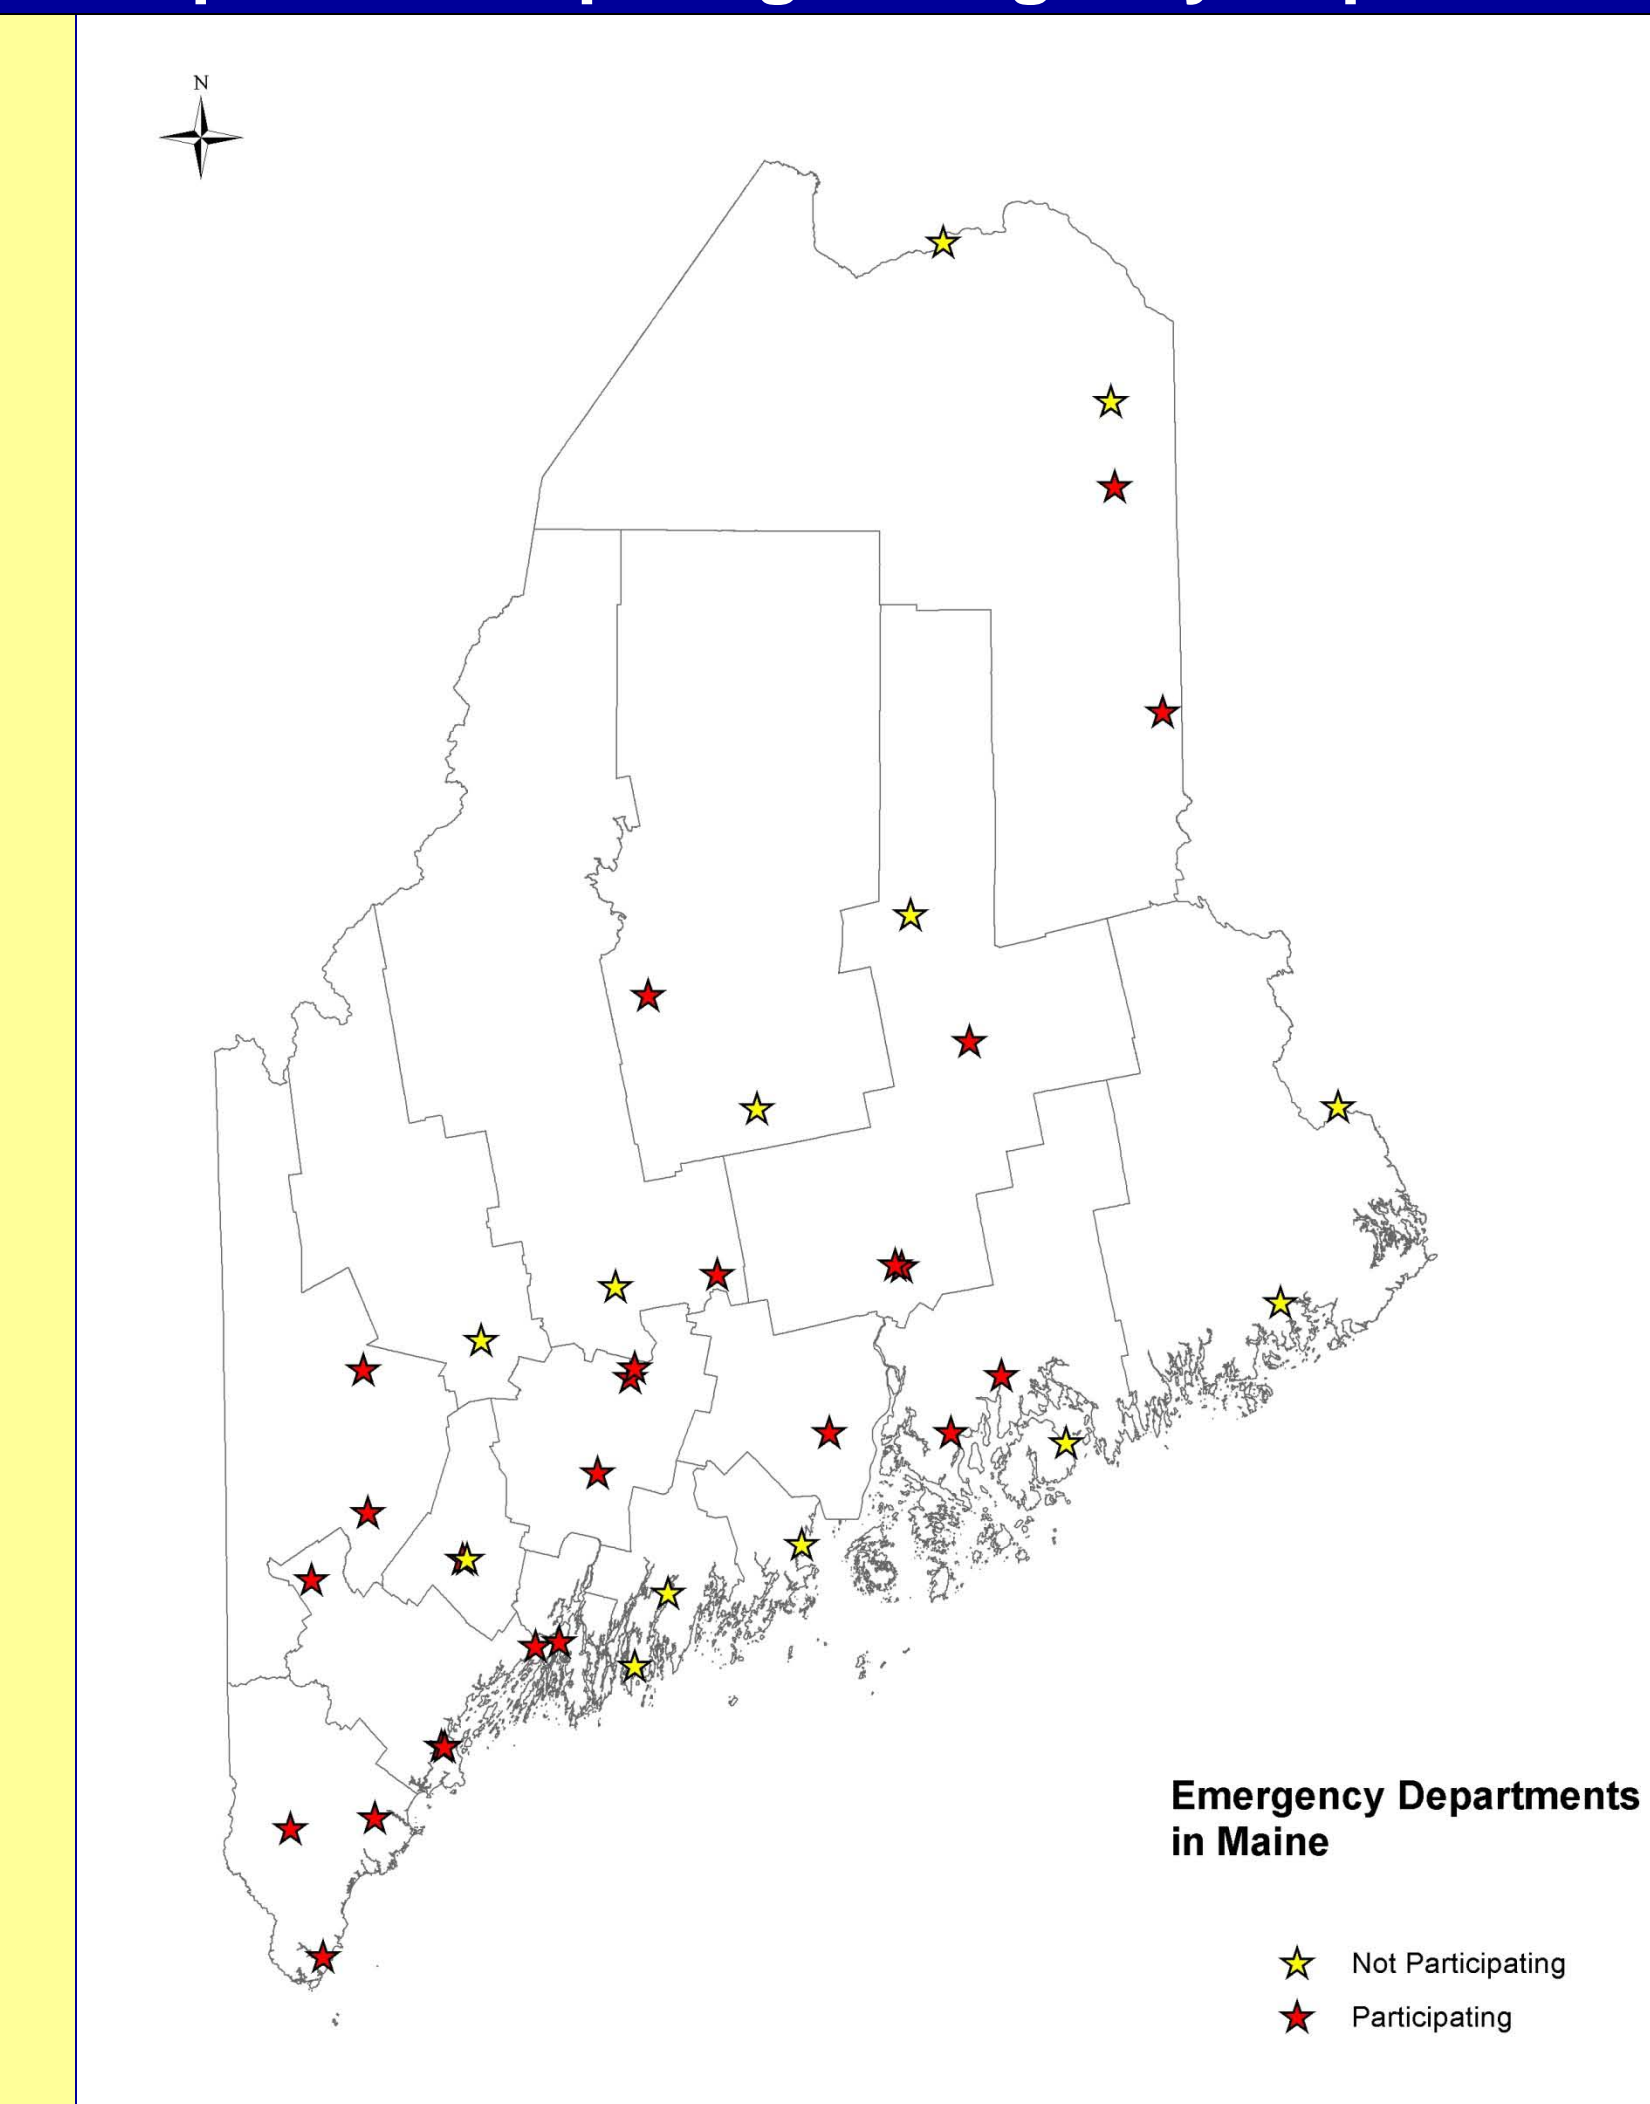 N
Emergency Departments
in Maine
Not Participating
Participating